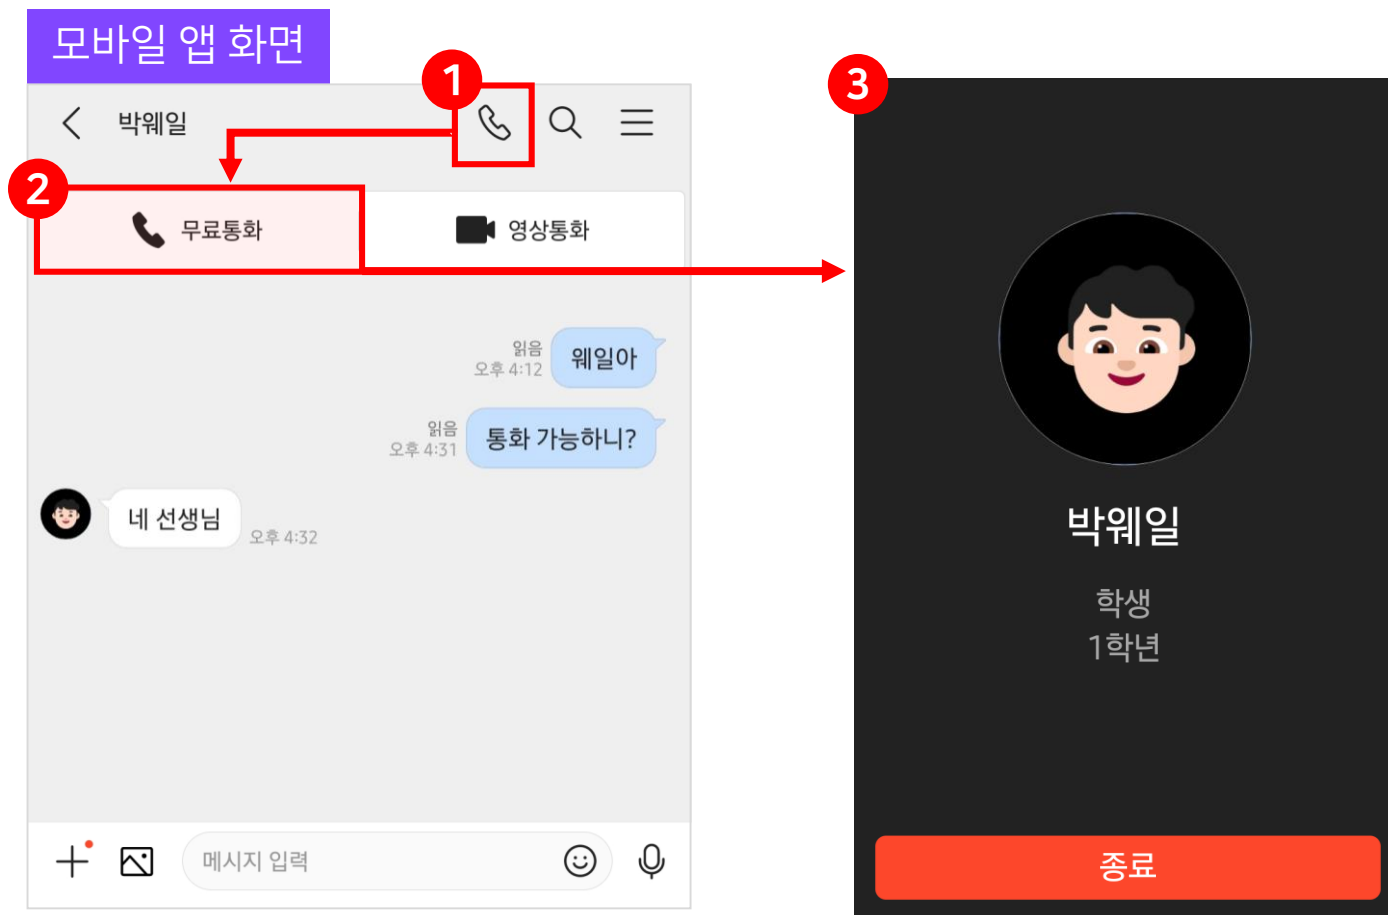 모바일 앱 화면
1
박웨일
2
무료통화
영상통화
읽음
오후 4:12
웨일아
읽음
오후 4:31
통화 가능하니?
네 선생님
오후 4:32
메시지 입력
3
박웨일
학생
1학년
종료